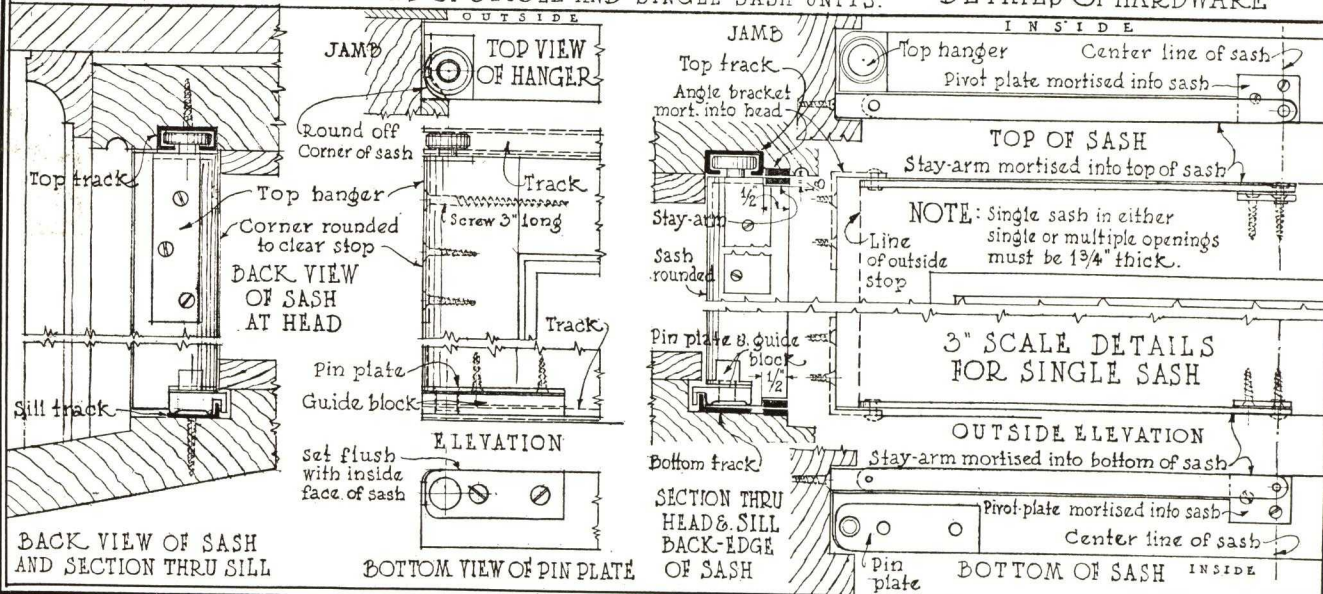 DOUBLE AND SINGLE SASH UNITS.
DETAILS OF HARDWARE
OUTSIDE
JAMB
TOP VIEW
OF HANGER
Round off
Corner of sash
Top track
Top hanger
Track
Screw 3" long
Corner rounded
to clear stop
BACK VIEW
OF SASH
AT HEAD
Track
Pin plate
Guide block
Sill track
ELEVATION
set flush
with inside
face of sash
BACK VIEW OF SASH
AND SECTION THRU SILL
BOTTOM VIEW OF PIN PLATE
JAMB
Top track
Angle bracket
mort. into head
1/2"
Stay-arm
Sash
rounded
Pin plate & guide
block
1/2"
Bottom track
SECTION THRU
HEAD & SILL
BACK-EDGE
OF SASH
INSIDE
Top hanger
Center line of sash
Pivot plate mortised into sash
TOP OF SASH
Stay-arm mortised into top of sash
NOTE: Single sash in either
single or multiple openings
must be 1 3/4" thick.
Line
of outside
stop
3" SCALE DETAILS
FOR SINGLE SASH
OUTSIDE ELEVATION
Stay-arm mortised into bottom of sash
Pivot-plate mortised into sash
Center line of sash
Pin
plate
BOTTOM OF SASH
INSIDE